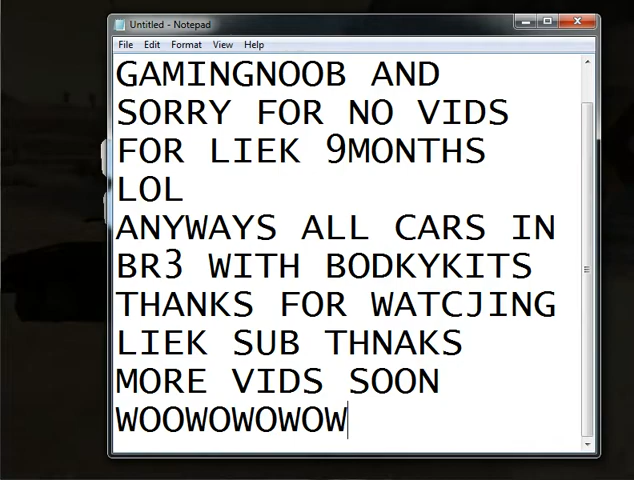 Untitled - Notepad
File Edit Format View Help
GAMINGNOOB AND
SORRY FOR NO VIDS
FOR LIEK 9MONTHS
LOL
ANYWAYS ALL CARS IN
BR3 WITH BODKYKITS
THANKS FOR WATCJING
LIEK SUB THNAKS
MORE VIDS SOON
WOOWOWOWOW